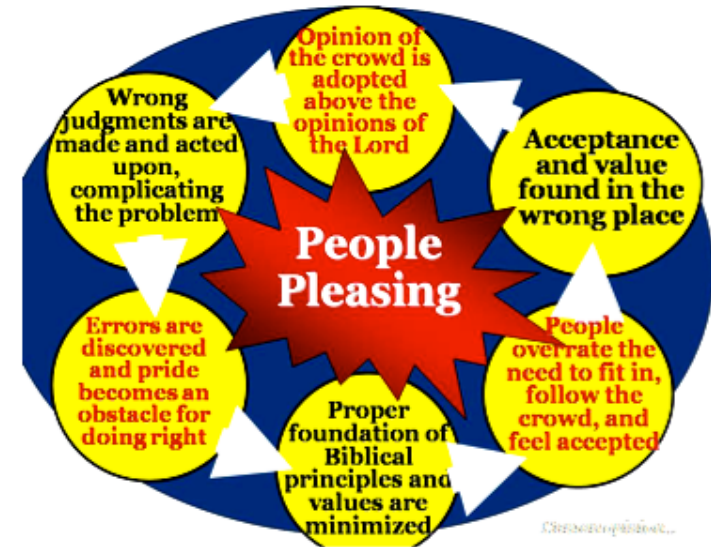 Opinion of
the crowd is
adopted
above the
opinions of
the Lord
Wrong
judgments are
made and acted
upon,
complicating
the problem
Acceptance
and value
found in the
wrong place
People
Pleasing
Errors are
discovered
and pride
becomes an
obstacle for
doing right
Proper
foundation of
Biblical
principles and
values are
minimized
People
overrate the
need to fit in,
follow the
crowd, and
feel accepted